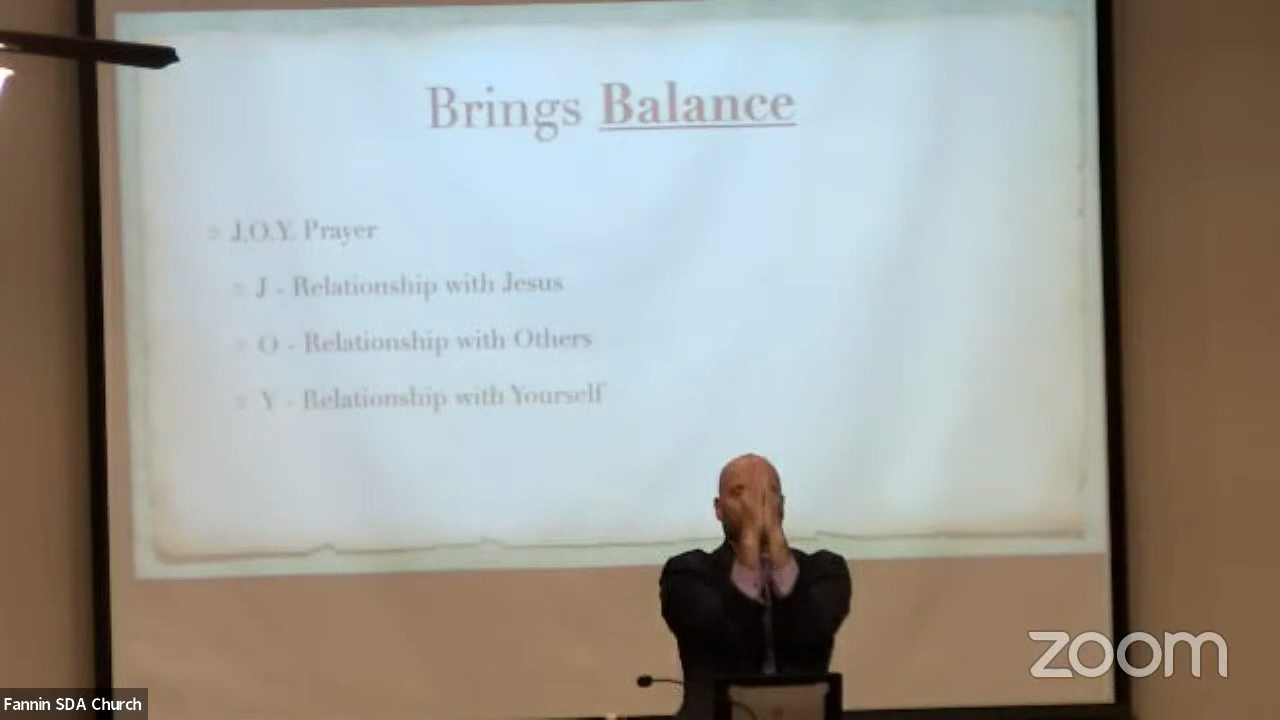 Brings Balance
J.O.Y. Prayer
J - Relationship with Jesus
O - Relationship with Others
Y - Relationship with Yourself
zoom
Fannin SDA Church